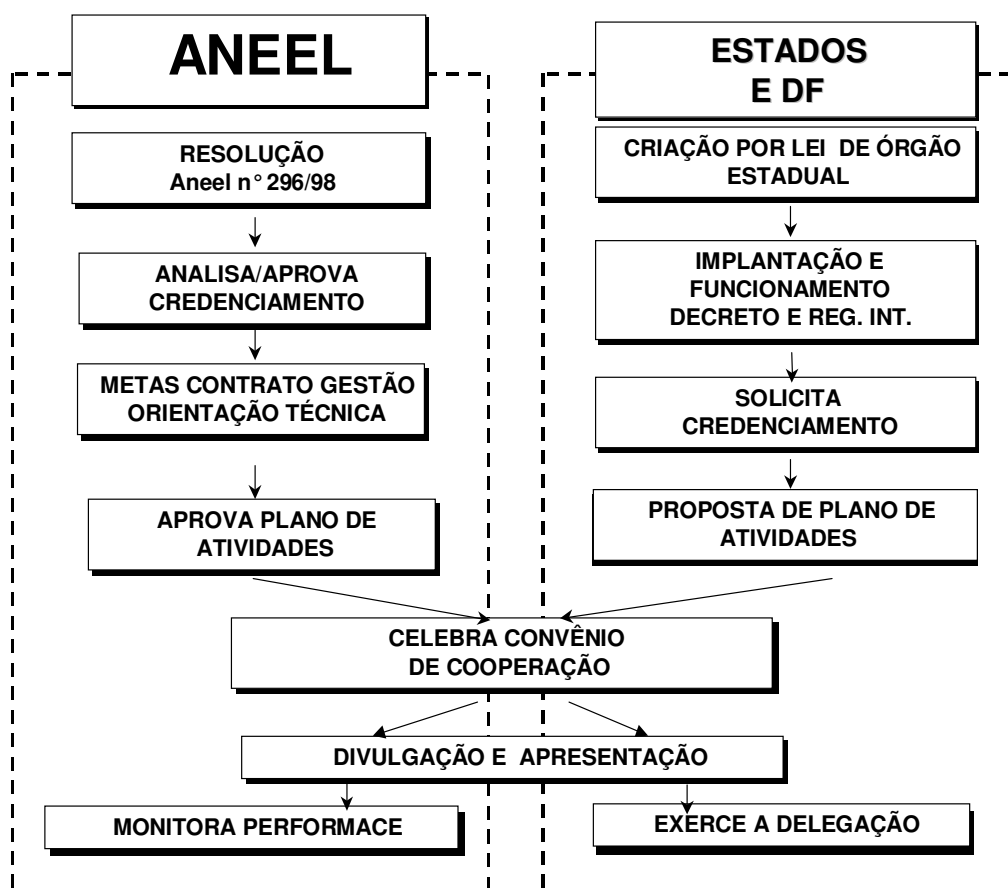 ANEEL
RESOLUÇÃO
Aneel n° 296/98
ANALISA/APROVA
CREDENCIAMENTO
METAS CONTRATO GESTÃO
ORIENTAÇÃO TÉCNICA
APROVA PLANO DE
ATIVIDADES
ESTADOS
E DF
CRIAÇÃO POR LEI DE ÓRGÃO
ESTADUAL
IMPLANTAÇÃO E
FUNCIONAMENTO
DECRETO E REG. INT.
SOLICITA
CREDENCIAMENTO
PROPOSTA DE PLANO DE
ATIVIDADES
CELEBRA CONVÊNIO
DE COOPERAÇÃO
DIVULGAÇÃO E APRESENTAÇÃO
MONITORA PERFORMACE
EXERCE A DELEGAÇÃO